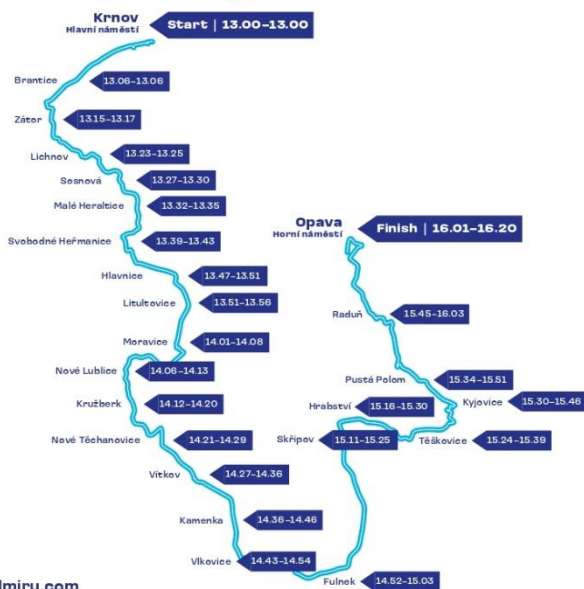 Krnov
Hlavní náměstí
Start | 13.00–13.00
Brantice
13.06–13.06
Zátor
13.15–13.17
Lichnov
13.23–13.25
Sosnová
13.27–13.30
Malé Heraltice
13.32–13.35
Svobodné Heřmanice
13.39–13.43
Hlavnice
13.47–13.51
Litultovice
13.51–13.56
Moravice
14.01–14.08
Nové Lublice
14.06–14.13
Kružberk
14.12–14.20
Nové Těchanovice
14.21–14.29
Vítkov
14.27–14.36
Kamenka
14.36–14.46
Vlkovice
14.43–14.54
Fulnek
14.52–15.03
Skřipov
15.11–15.25
Hrabství
15.16–15.30
Těškovice
15.24–15.39
Kyjovice
15.30–15.46
Pustá Polom
15.34–15.51
Raduň
15.45–16.03
Opava
Horní náměstí
Finish | 16.01–16.20